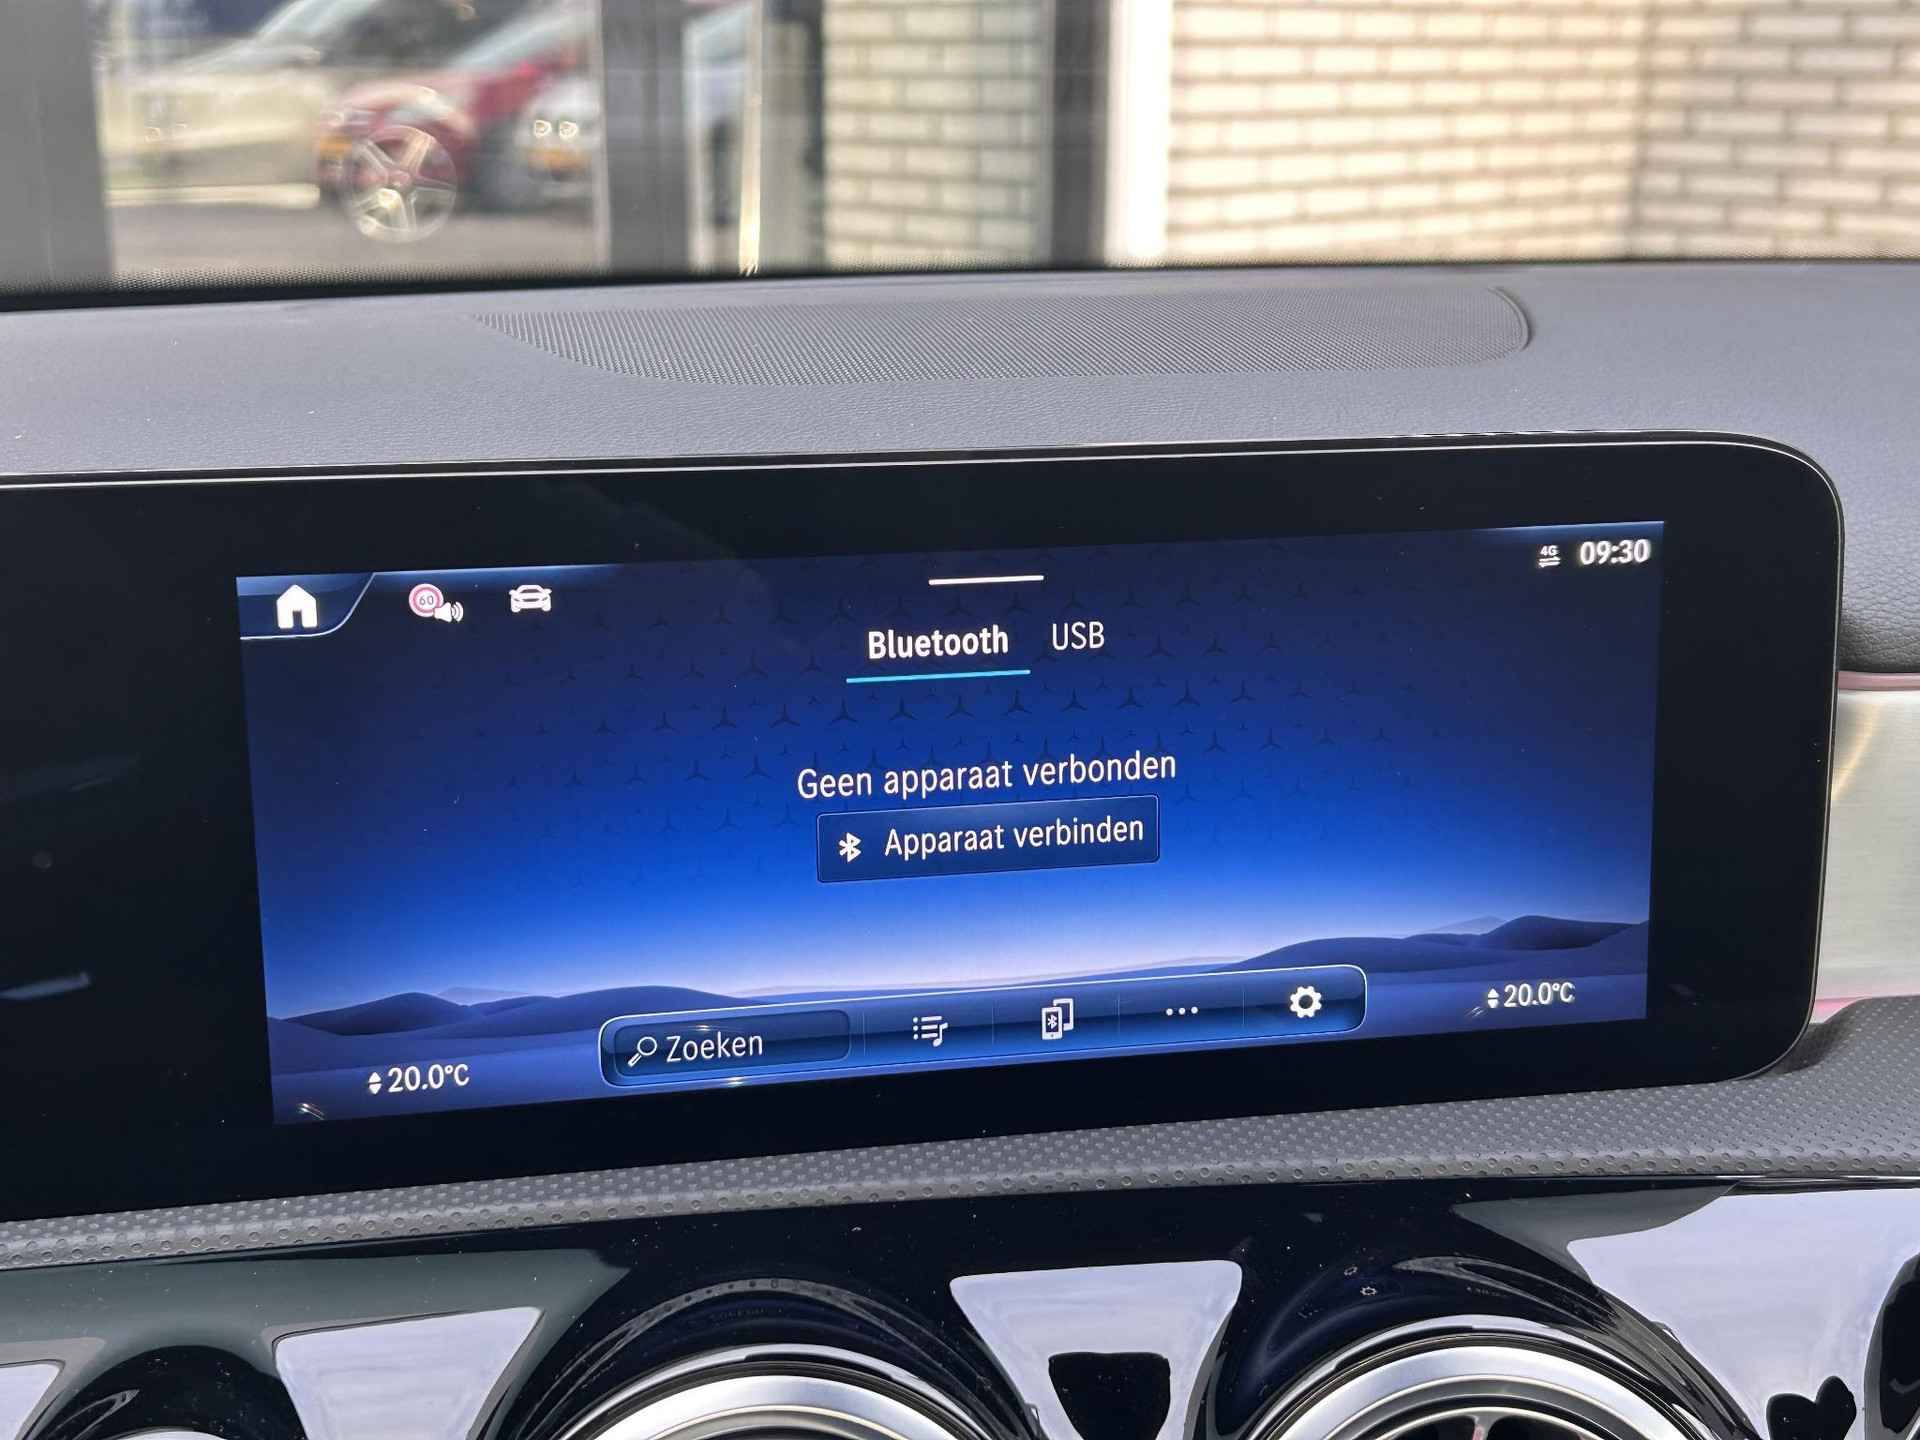 60
4G 09:30
Bluetooth USB
Geen apparaat verbonden
Apparaat verbinden
Zoeken
20.0°C
20.0°C